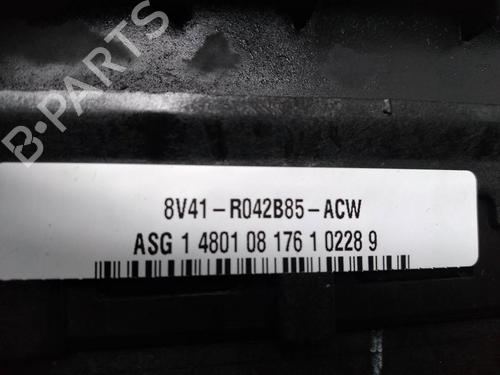 B-PARTS
8V41-R042B85-ACW
ASG 1 4801 08 176 1 0228 9